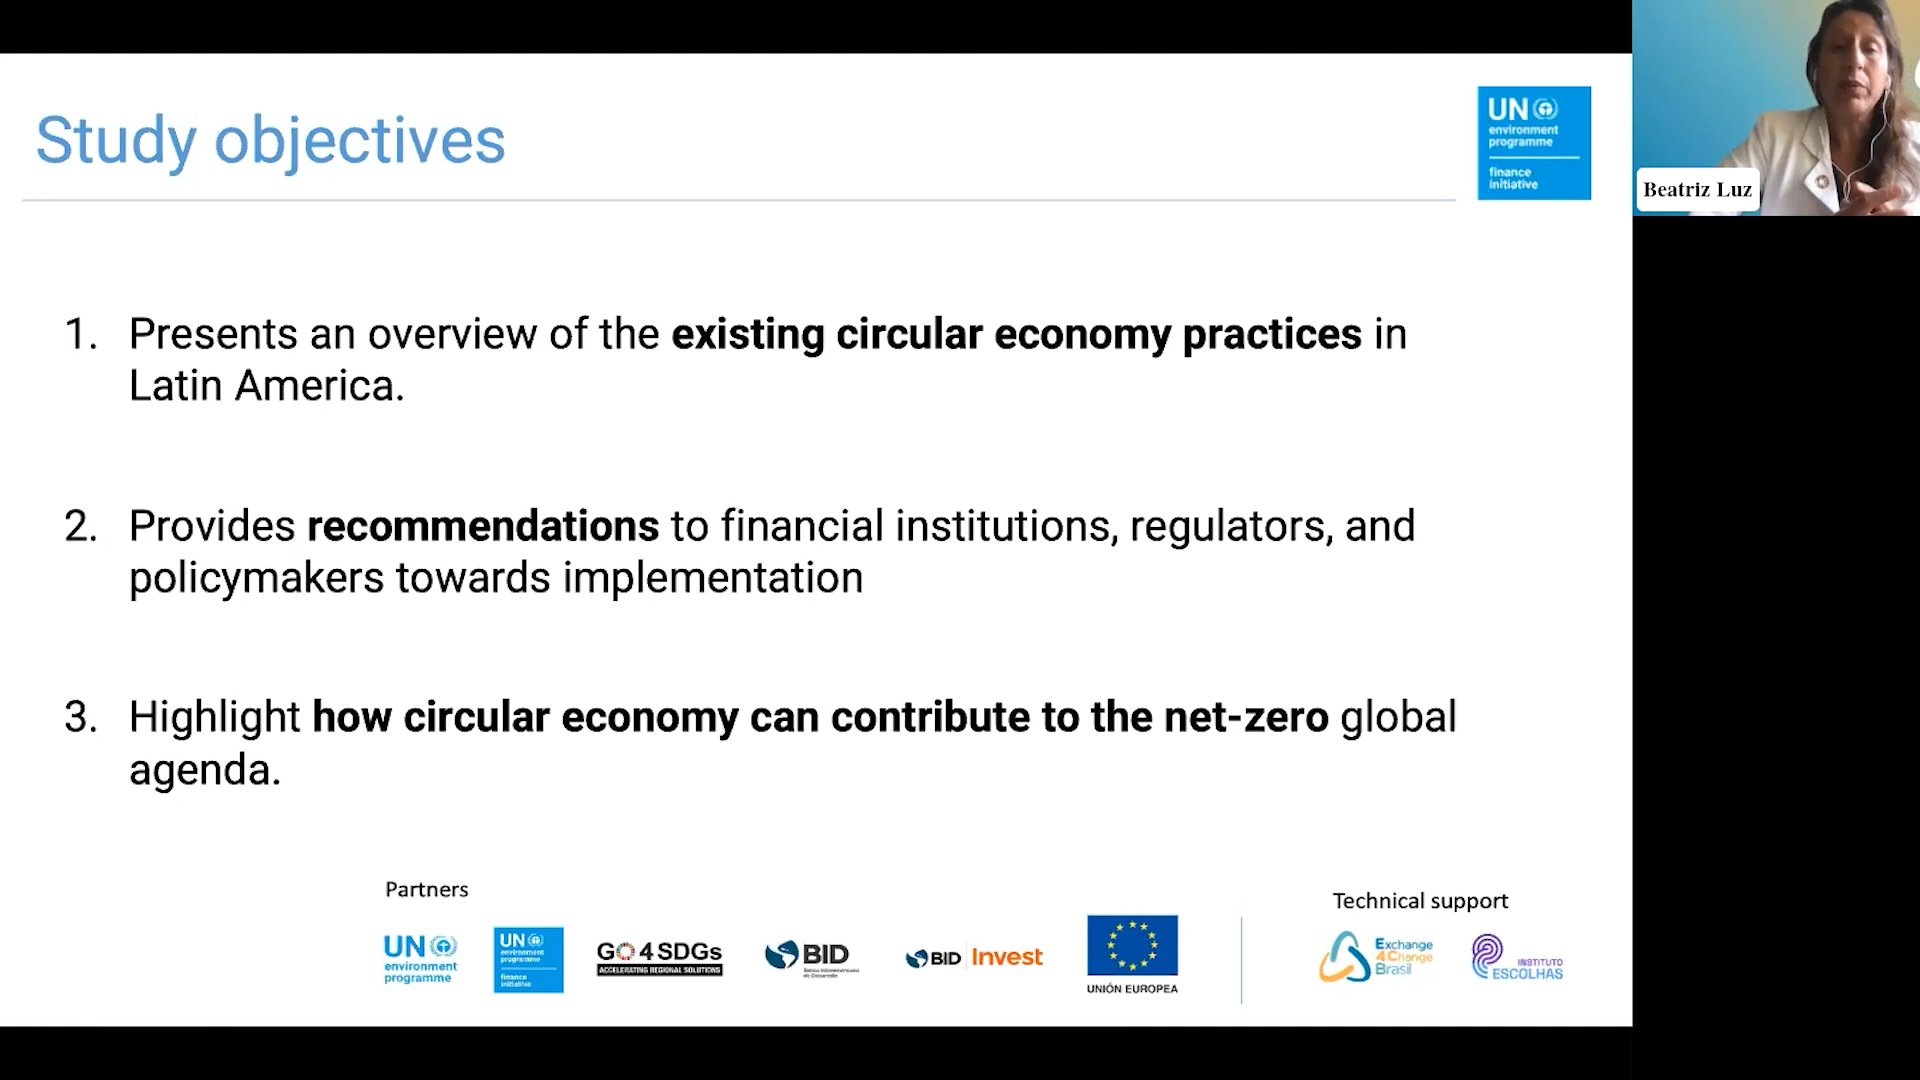 Study objectives
UN
environment
programme
finance
initiative
Beatriz Luz
1. Presents an overview of the existing circular economy practices in
Latin America.
2. Provides recommendations to financial institutions, regulators, and
policymakers towards implementation
3. Highlight how circular economy can contribute to the net-zero global
agenda.
Partners
UN
environment
programme
UN
environment
programme
finance
initiative
GO4SDGs
ACCELERATING REGIONAL SOLUTIONS
BID
Banco Interamericano
de Desarrollo
BID Invest
UNIÓN EUROPEA
Technical support
Exchange
4Change
Brasil
INSTITUTO
ESCOLHAS